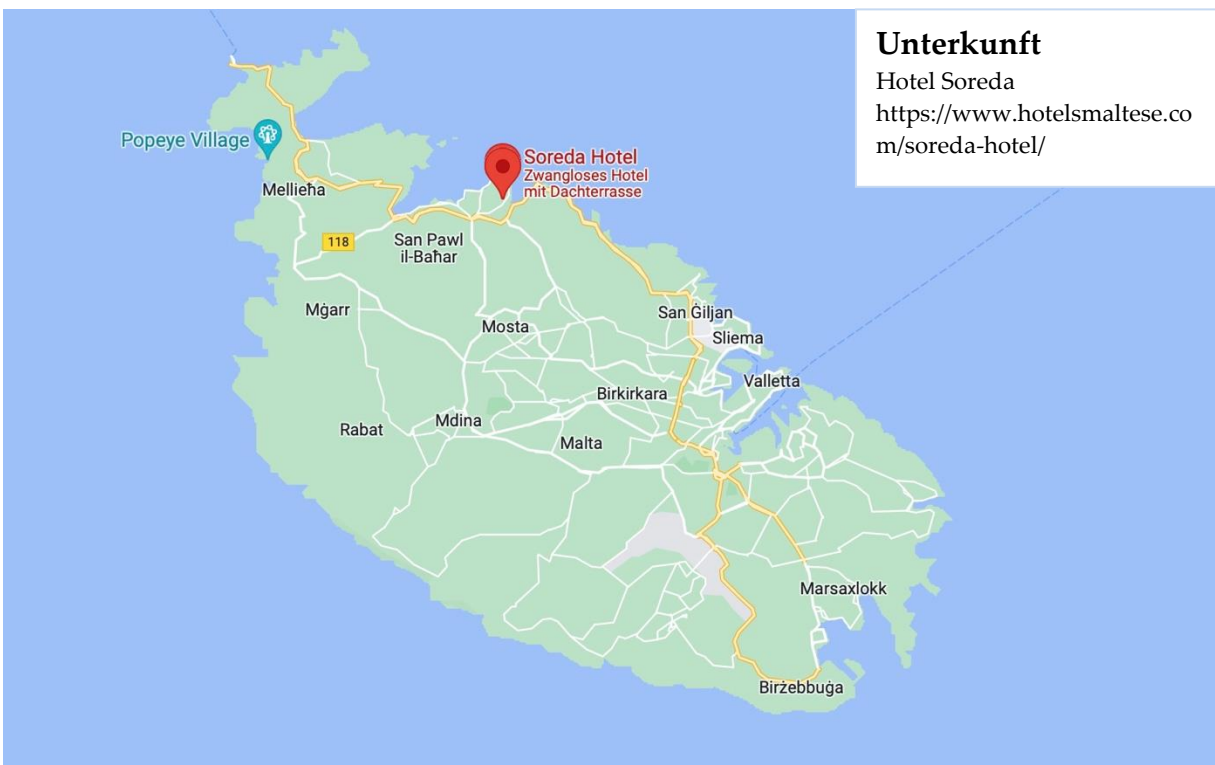 Unterkunft
Hotel Soreda
https://www.hotelsmaltese.co
m/soreda-hotel/
Popeye Village
Soreda Hotel
Zwangloses Hotel
mit Dachterrasse
Mellieħa
118
San Pawl
il-Baħar
Mġarr
Mosta
San Ġiljan
Sliema
Valletta
Birkirkara
Rabat
Mdina
Malta
Marsaxlokk
Birżebbuġa